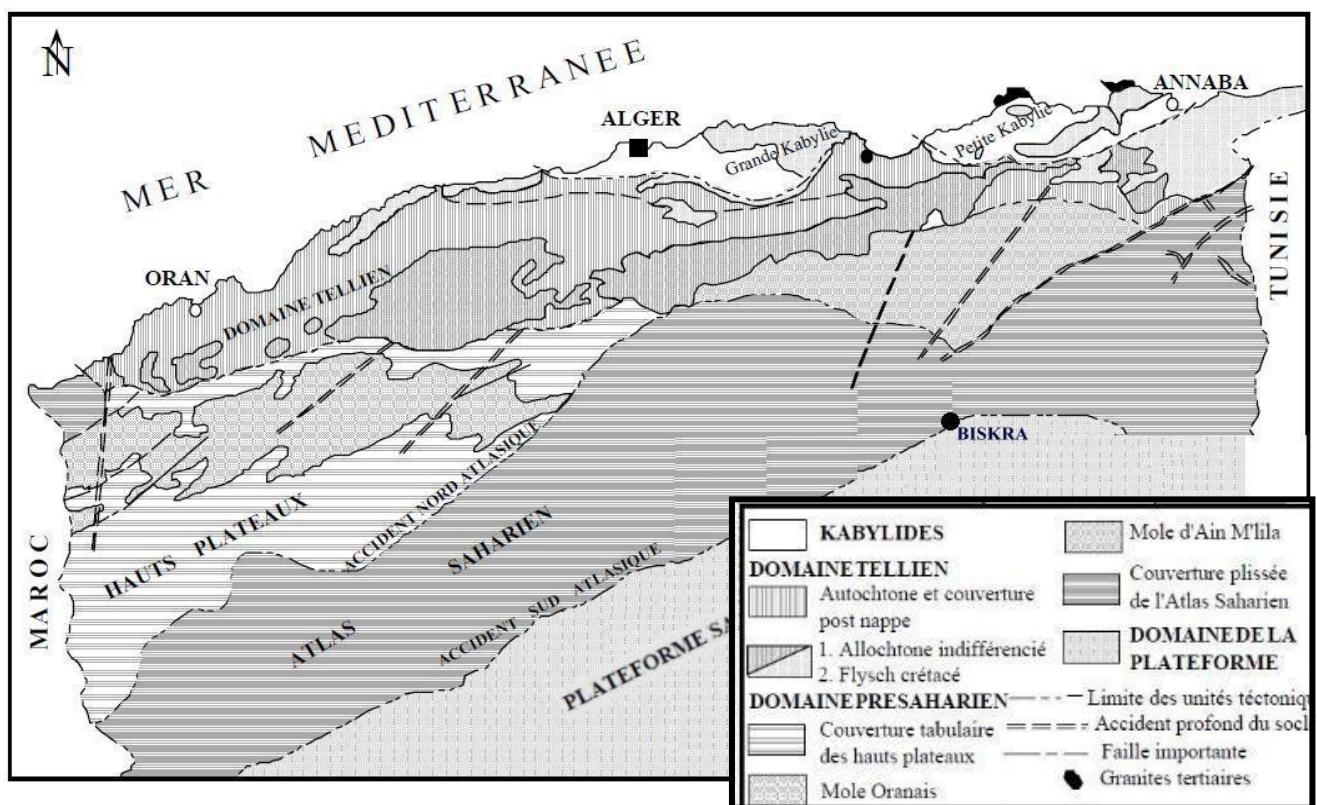 N
MER MEDITERRANEE
ALGER
ANNABA
Grande Kabylie
Petite Kabylie
TUNISIE
ORAN
DOMAINE TELLIEN
BISKRA
MAROC
HAUTS PLATEAUX
ACCIDENT NORD ATLASIQUE
ATLAS SAHARIEN
ACCIDENT SUD ATLASIQUE
PLATEFORME SA
KABYLIDES
DOMAINE TELLIEN
Autochtone et couverture
post nappe
1. Allochtone indifférencié
2. Flysch crétacé
DOMAINE PRESAHARIEN
Couverture tabulaire
des hauts plateaux
Mole Oranais
Mole d'Ain M'lila
Couverture plissée
de l'Atlas Saharien
DOMAINE DE LA
PLATEFORME
Limite des unités téctoniqu
Accident profond du socl
Faille importante
Granites tertiaires